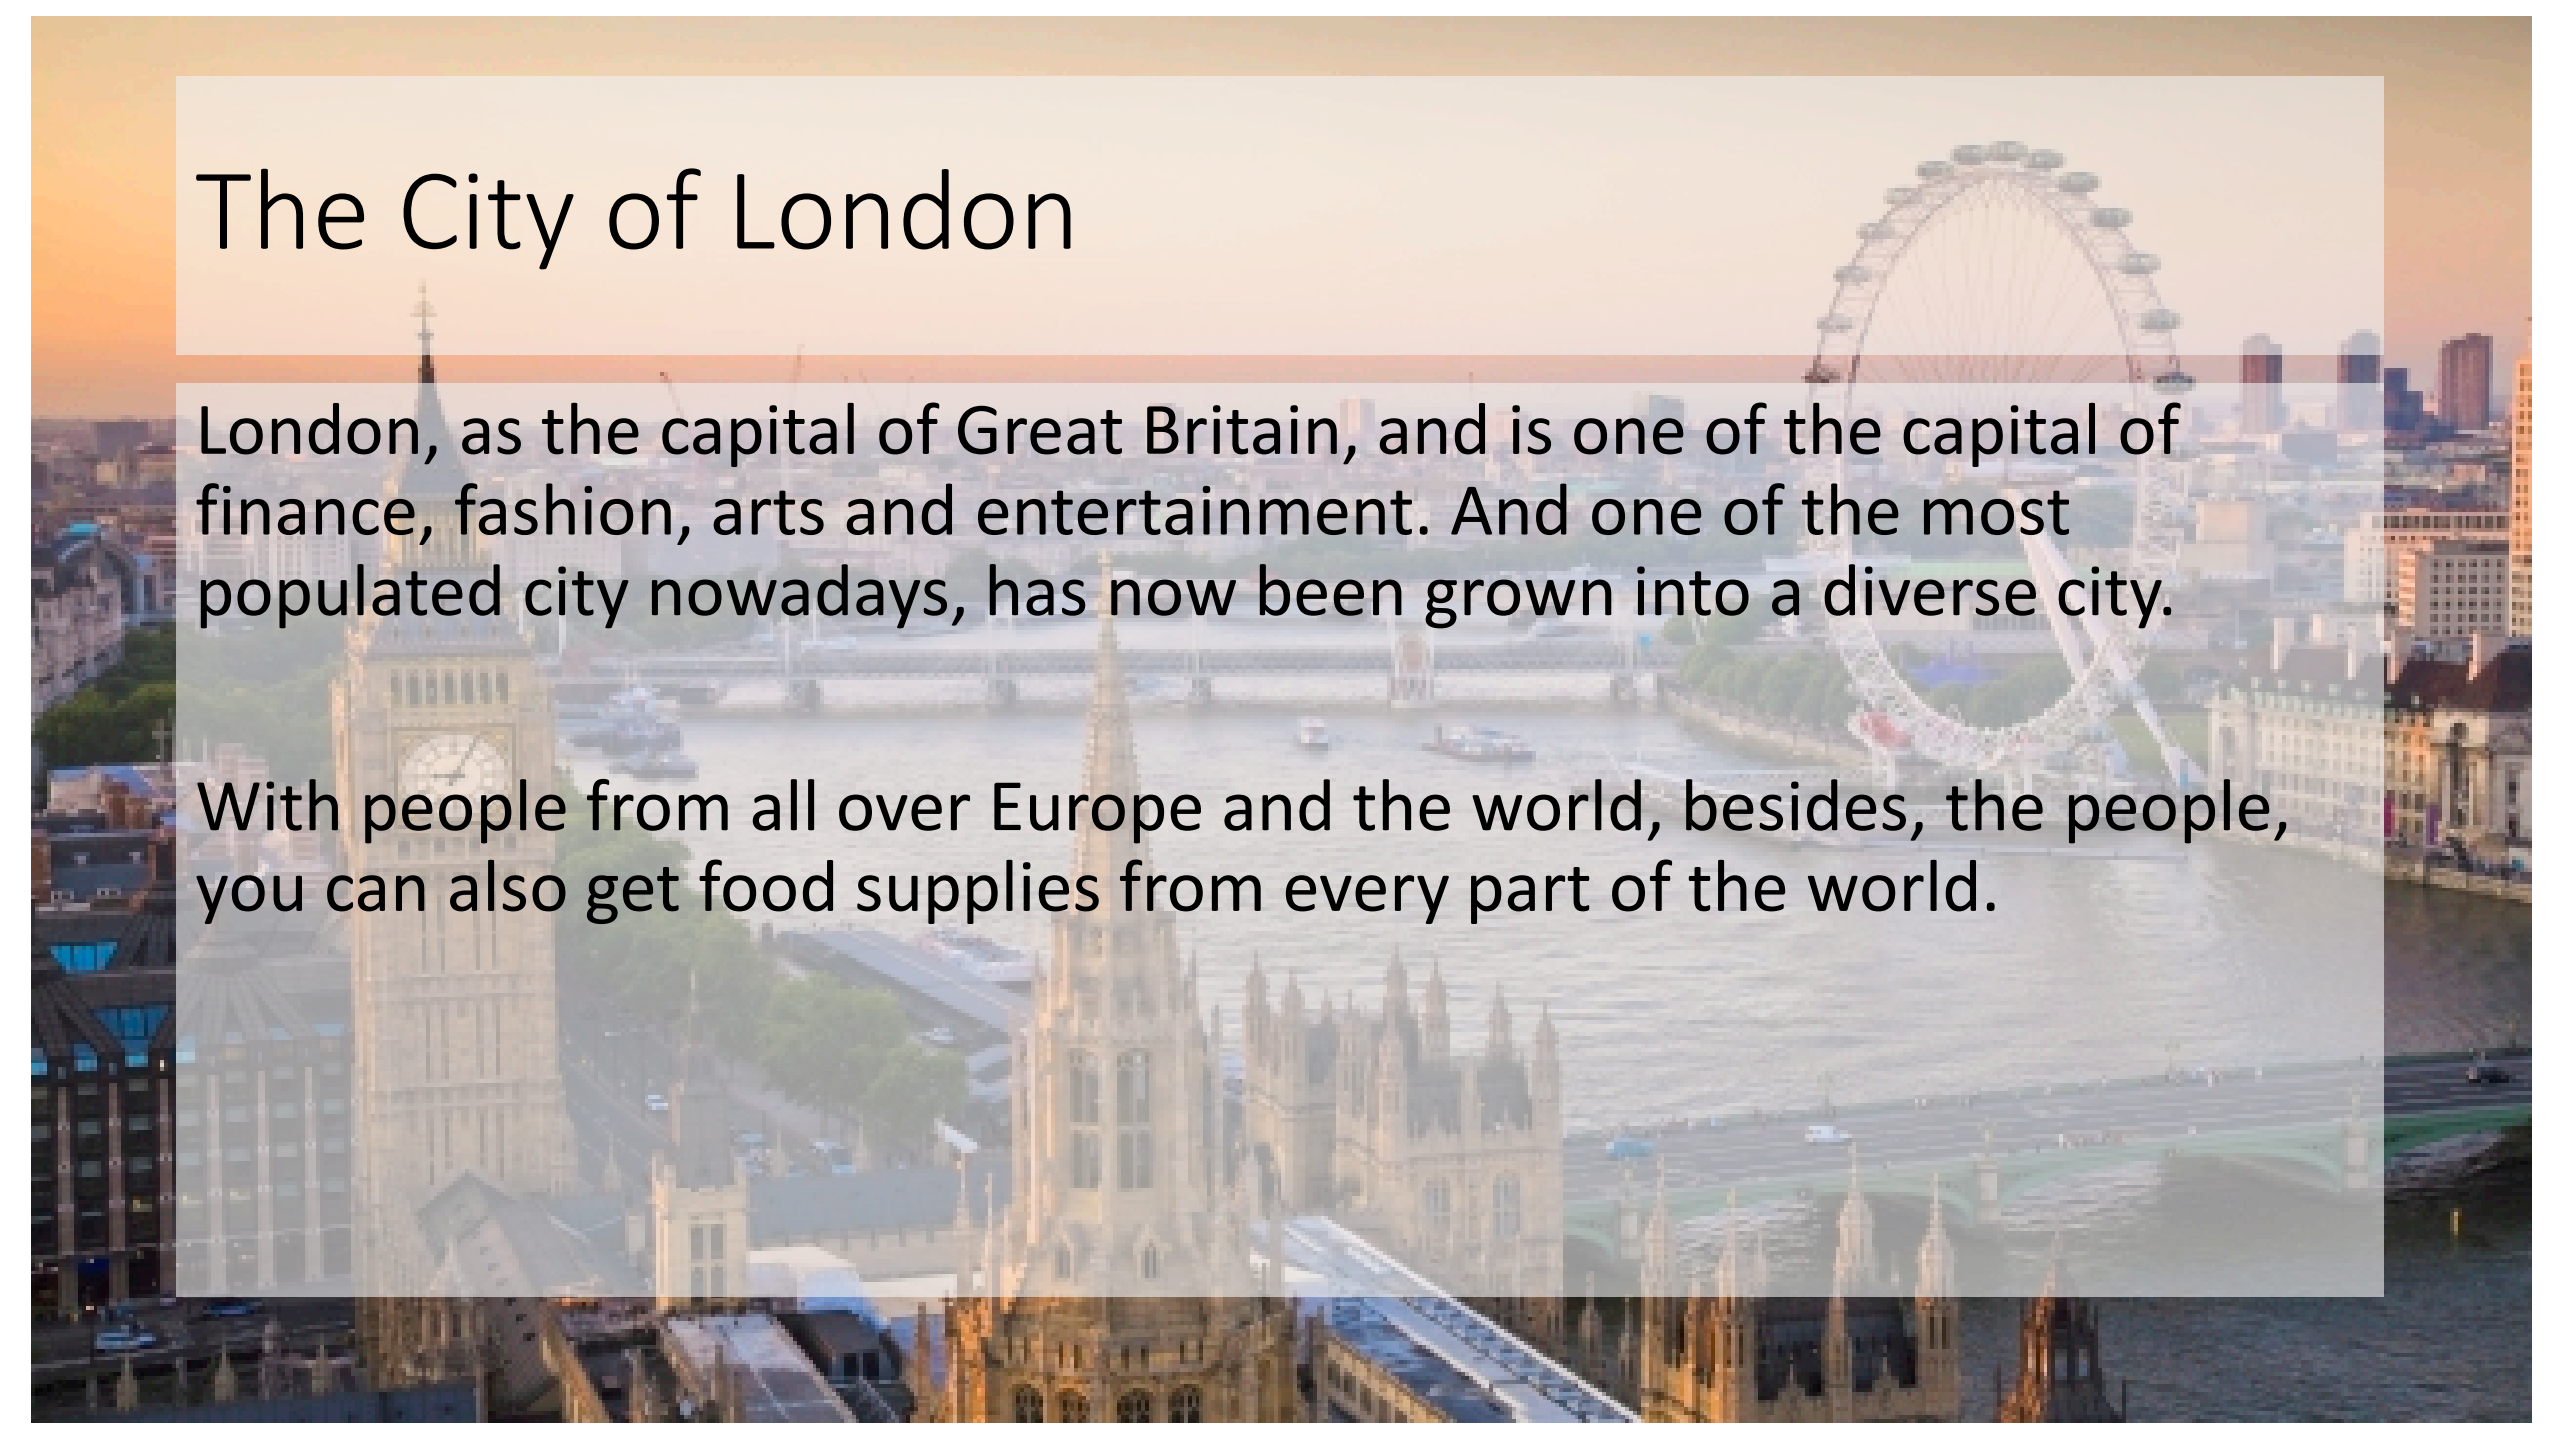 The City of London
London, as the capital of Great Britain, and is one of the capital of
finance, fashion, arts and entertainment. And one of the most
populated city nowadays, has now been grown into a diverse city.
With people from all over Europe and the world, besides, the people,
you can also get food supplies from every part of the world.